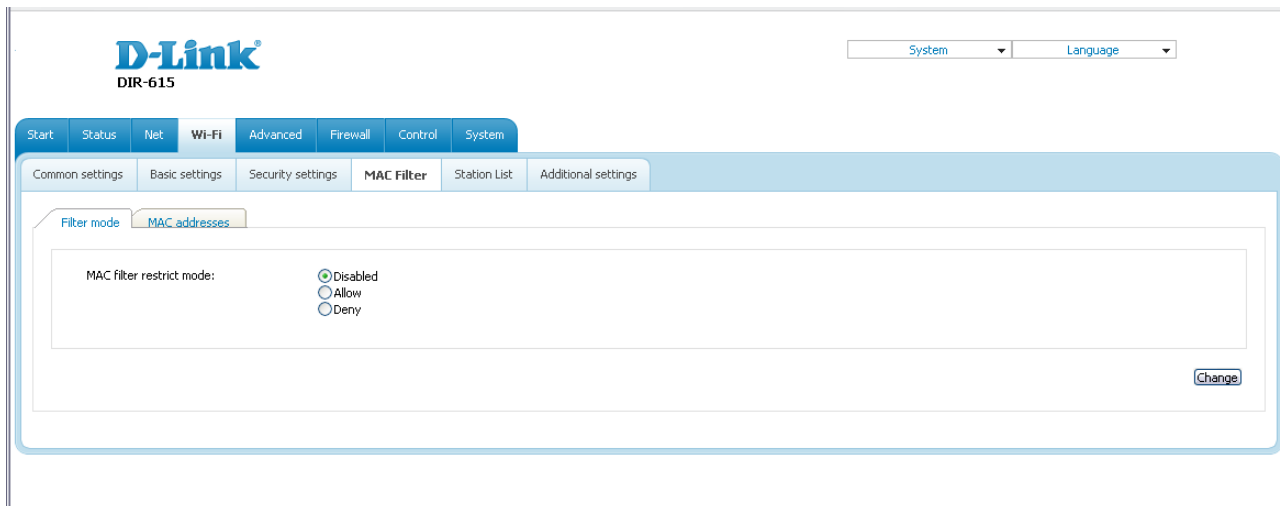 D-Link®
DIR-615
System Language
Start Status Net Wi-Fi Advanced Firewall Control System
Common settings Basic settings Security settings MAC Filter Station List Additional settings
Filter mode MAC addresses
MAC filter restrict mode: Disabled
Allow
Deny
Change